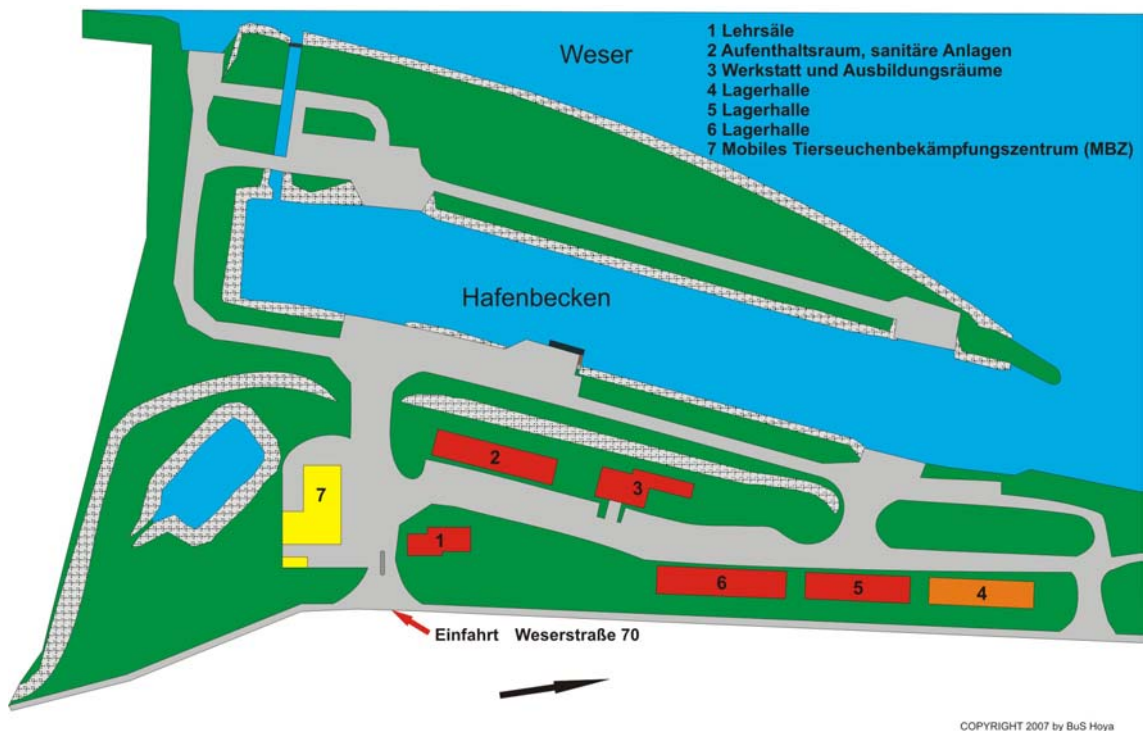 Weser
1 Lehrsäle
2 Aufenthaltsraum, sanitäre Anlagen
3 Werkstatt und Ausbildungsräume
4 Lagerhalle
5 Lagerhalle
6 Lagerhalle
7 Mobiles Tierseuchenbekämpfungszentrum (MBZ)
Hafenbecken
2
3
7
1
6
5
4
Einfahrt Weserstraße 70
COPYRIGHT 2007 by BuS Hoya